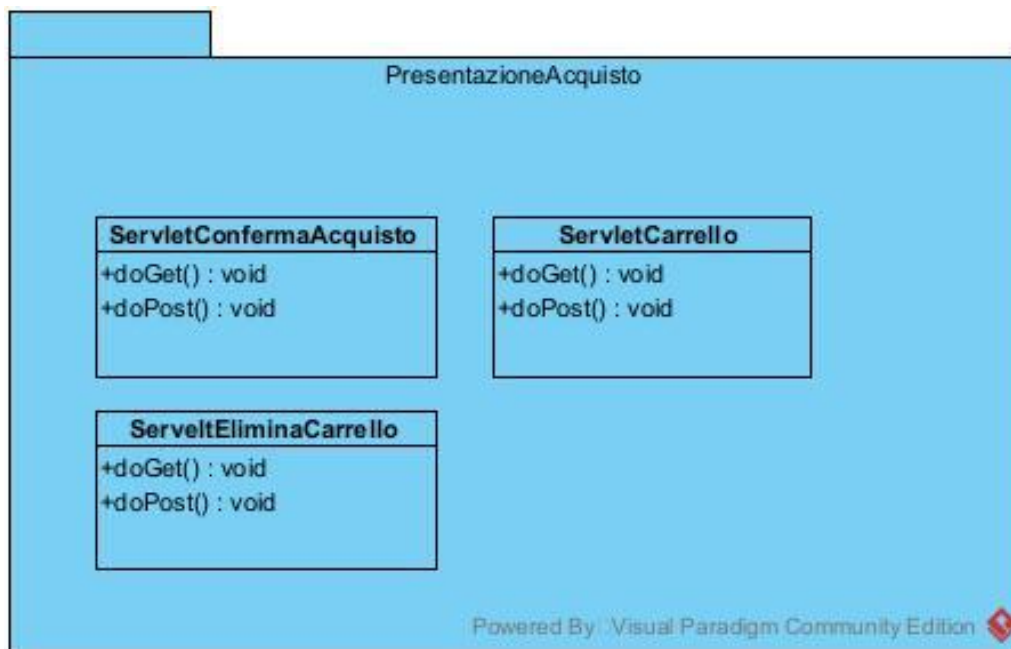 PresentazioneAcquisto
ServletConfermaAcquisto
+doGet() : void
+doPost() : void
ServletCarrello
+doGet() : void
+doPost() : void
ServeltEliminaCarrello
+doGet() : void
+doPost() : void
Powered By Visual Paradigm Community Edition